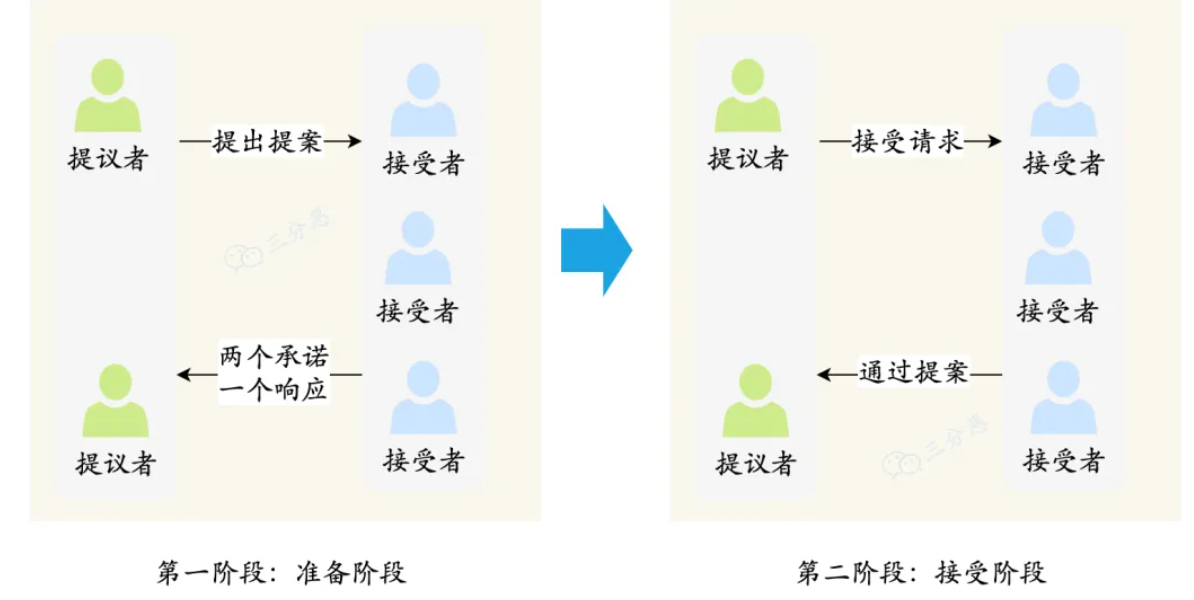 提议者
提出提案
接受者
三分恶
接受者
两个承诺
一个响应
提议者
接受者
第一阶段：准备阶段
提议者
接受请求
接受者
接受者
通过提案
三分恶
提议者
接受者
第二阶段：接受阶段